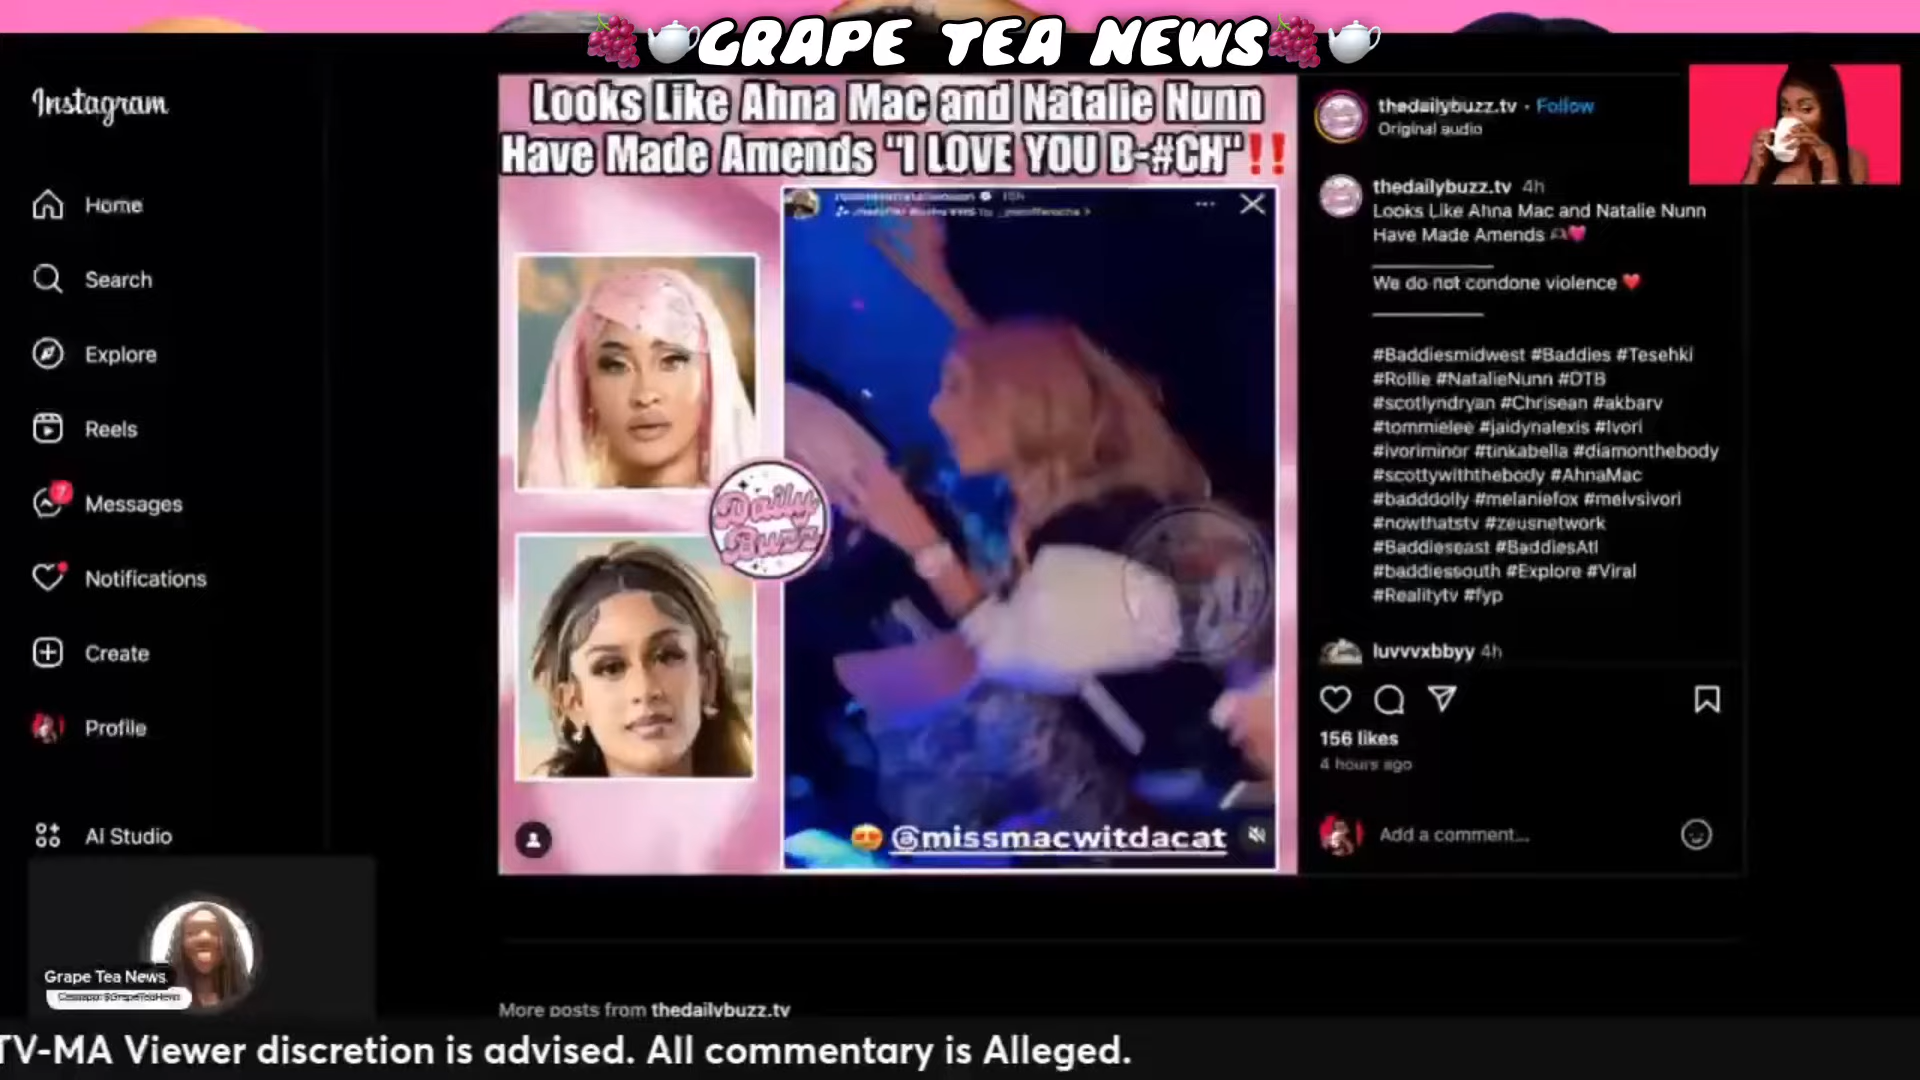 GRAPE TEA NEWS
Instagram
Home
Search
Explore
Reels
7
Messages
Notifications
Create
Profile
AI Studio
Looks Like Ahna Mac and Natalie Nunn
Have Made Amends "I LOVE YOU B-#CH"‼️
Daily
Buzz
😍 @missmacwitdacat
thedailybuzz.tv • Follow
Original audio
thedailybuzz.tv 4h
Looks Like Ahna Mac and Natalie Nunn
Have Made Amends
We do not condone violence ❤️
#Baddiesmidwest #Baddies #Tesehki
#Rollie #NatalieNunn #DTB
#scotlyndryan #Chrisean #akbarv
#tommielee #jaidynalexis #Ivori
#ivoriminor #tinkabella #diamonthebody
#scottywiththebody #AhnaMac
#badddolly #melaniefox #melvsivori
#nowthatstv #zeusnetwork
#Baddieseast #BaddiesAtl
#baddiessouth #Explore #Viral
#Realitytv #fyp
luvvvxbbyy 4h
156 likes
4 hours ago
Add a comment...
Grape Tea News
Cashapp: $GrapeTeaNews
More posts from thedailybuzz.tv
TV-MA Viewer discretion is advised. All commentary is Alleged.